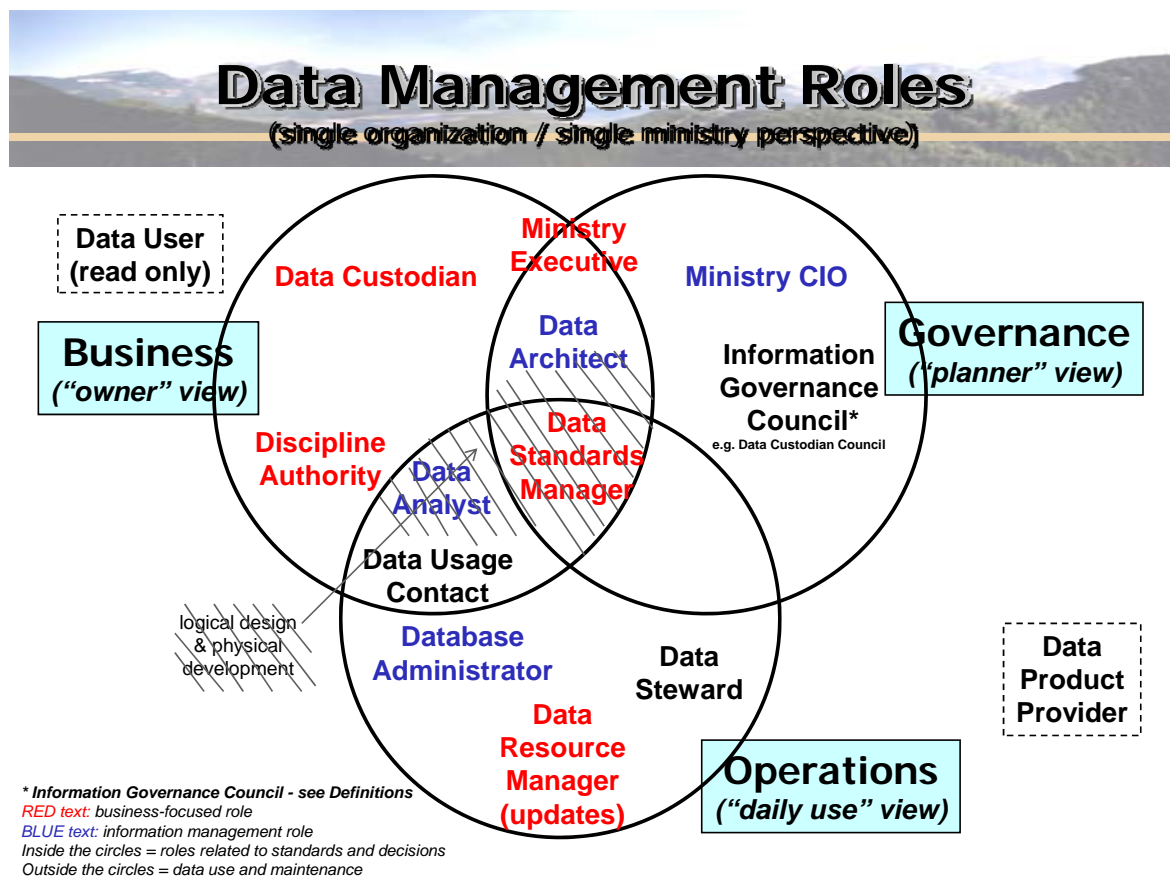 Data Management Roles
(single organization / single ministry perspective)
Data User
(read only)
Data Custodian
Ministry
Executive
Ministry CIO
Business
(“owner” view)
Data
Architect
Information
Governance
Council*
e.g. Data Custodian Council
Governance
(“planner” view)
Discipline
Authority
Data
Analyst
Data
Standards
Manager
Data Usage
Contact
logical design
& physical
development
Database
Administrator
Data
Steward
Data
Product
Provider
Data
Resource
Manager
(updates)
Operations
(“daily use” view)
* Information Governance Council - see Definitions
RED text: business-focused role
BLUE text: information management role
Inside the circles = roles related to standards and decisions
Outside the circles = data use and maintenance